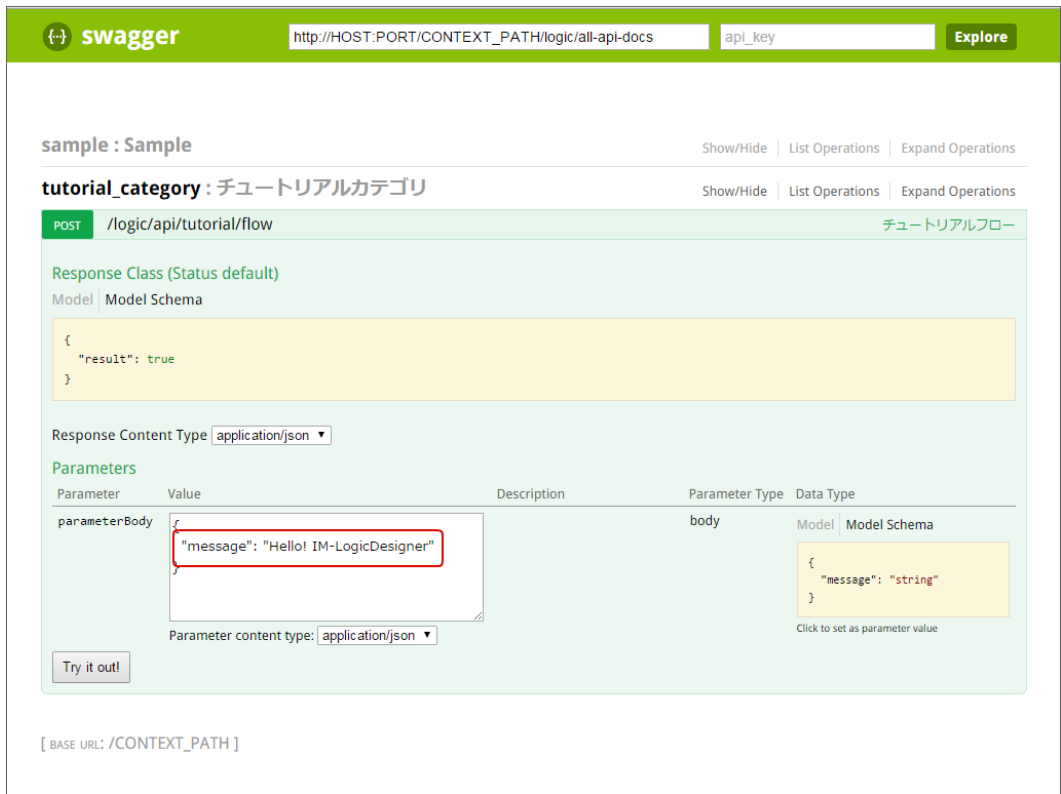 {···} swagger http://HOST:PORT/CONTEXT_PATH/logic/all-api-docs api_key Explore
sample : Sample Show/Hide List Operations Expand Operations
tutorial_category : チュートリアルカテゴリ Show/Hide List Operations Expand Operations
POST /logic/api/tutorial/flow チュートリアルフロー
Response Class (Status default)
Model Model Schema
{
"result": true
}
Response Content Type application/json
Parameters
Parameter Value Description Parameter Type Data Type
parameterBody
{
"message": "Hello! IM-LogicDesigner"
}
body
Model Model Schema
{
"message": "string"
}
Click to set as parameter value
Parameter content type: application/json
Try it out!
[ BASE URL: /CONTEXT_PATH ]